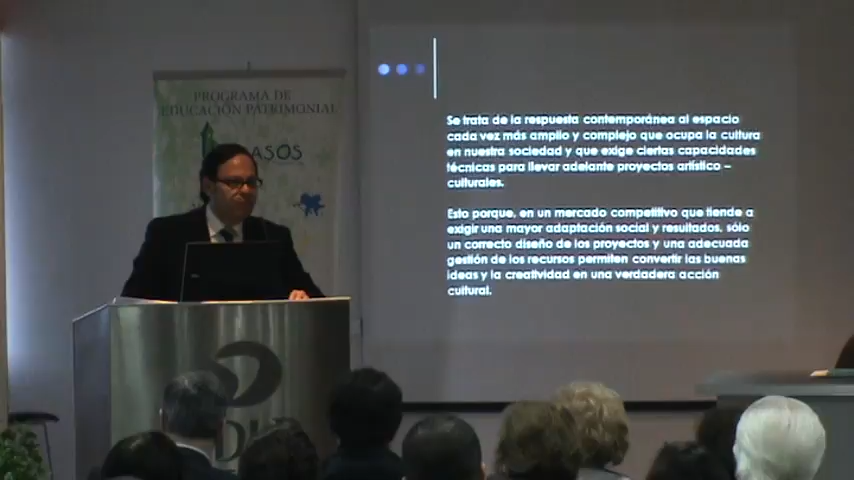 PROGRAMA DE
EDUCACIÓN PATRIMONIAL
Se trata de la respuesta contemporánea al espacio
cada vez más amplio y complejo que ocupa la cultura
en nuestra sociedad y que exige ciertas capacidades
técnicas para llevar adelante proyectos artístico –
culturales.
Esto porque, en un mercado competitivo que tiende a
exigir una mayor adaptación social y resultados, sólo
un correcto diseño de los proyectos y una adecuada
gestión de los recursos permiten convertir las buenas
ideas y la creatividad en una verdadera acción
cultural.